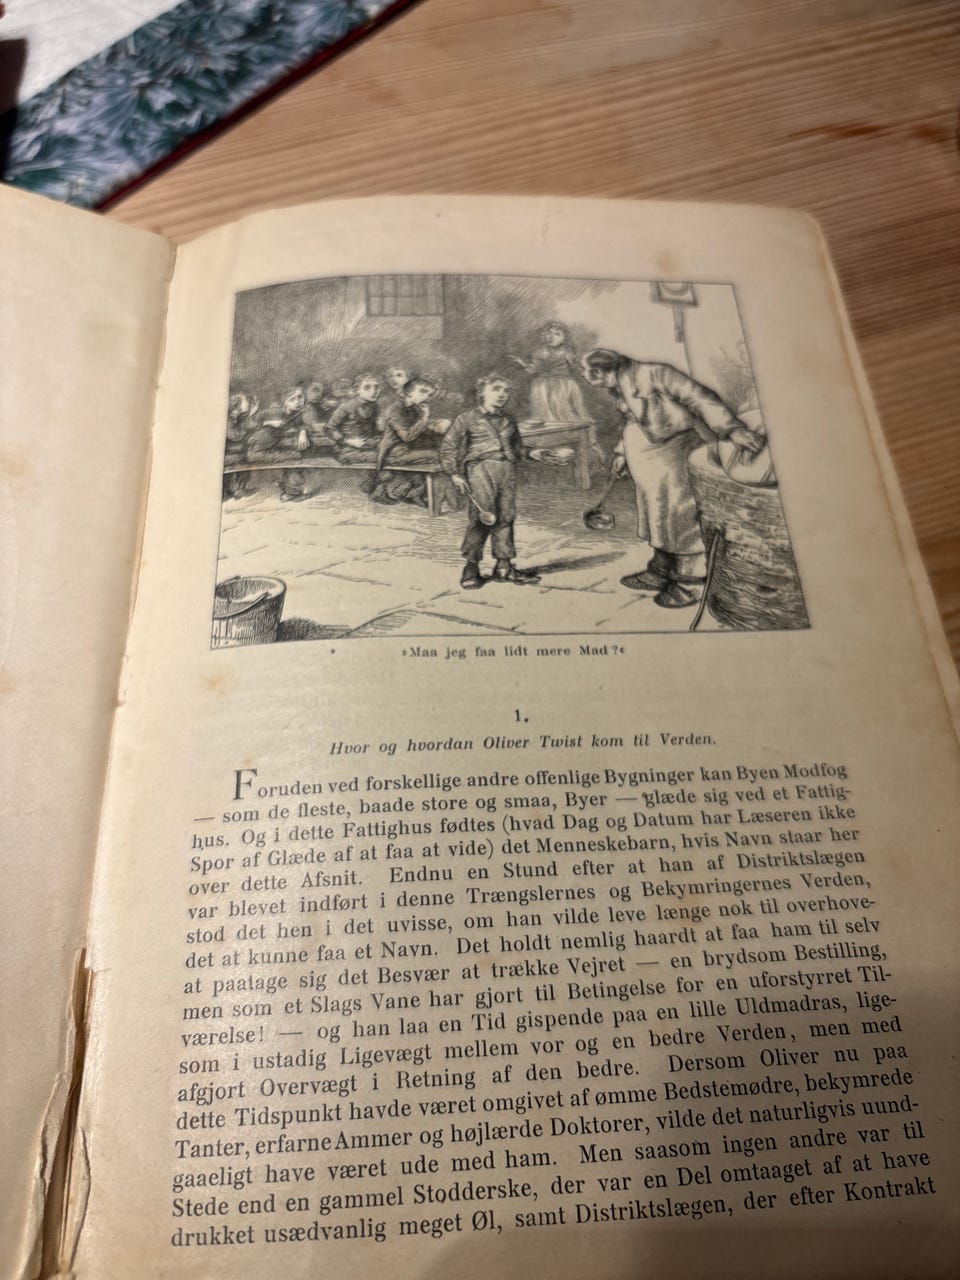 »Maa jeg faa lidt mere Mad?«
1.
Hvor og hvordan Oliver Twist kom til Verden.
Foruden ved forskellige andre offenlige Bygninger kan Byen Modfog
— som de fleste, baade store og smaa, Byer — glæde sig ved et Fattig-
hus. Og i dette Fattighus fødtes (hvad Dag og Datum har Læseren ikke
Spor af Glæde af at faa at vide) det Menneskebarn, hvis Navn staar her
over dette Afsnit. Endnu en Stund efter at han af Distriktslægen
var blevet indført i denne Trængslernes og Bekymringernes Verden,
stod det hen i det uvisse, om han vilde leve længe nok til overhove-
det at kunne faa et Navn. Det holdt nemlig haardt at faa ham til selv
at paatage sig det Besvær at trække Vejret — en brydsom Bestilling,
men som et Slags Vane har gjort til Betingelse for en uforstyrret Til-
værelse! — og han laa en Tid gispende paa en lille Uldmadras, lige-
som i ustadig Ligevægt mellem vor og en bedre Verden, men med
afgjort Overvægt i Retning af den bedre. Dersom Oliver nu paa
dette Tidspunkt havde været omgivet af ømme Bedstemødre, bekymrede
Tanter, erfarne Ammer og højlærde Doktorer, vilde det naturligvis uund-
gaaeligt have været ude med ham. Men saasom ingen andre var til
Stede end en gammel Stodderske, der var en Del omtaaget af at have
drukket usædvanlig meget Øl, samt Distriktslægen, der efter Kontrakt